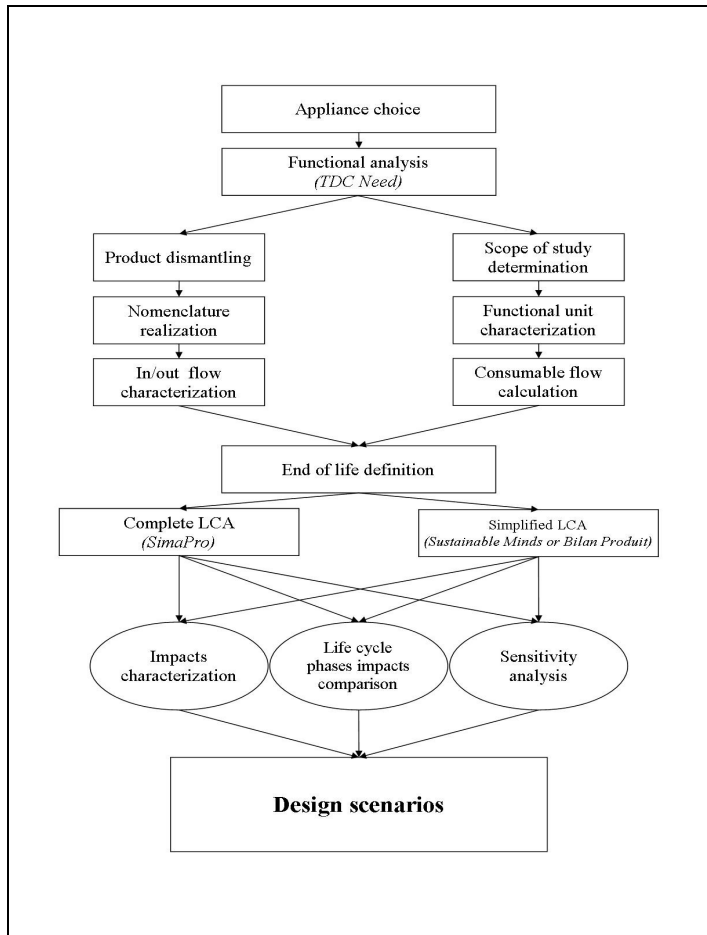 Appliance choice
Functional analysis
(TDC Need)
Product dismantling
Scope of study
determination
Nomenclature
realization
Functional unit
characterization
In/out flow
characterization
Consumable flow
calculation
End of life definition
Complete LCA
(SimaPro)
Simplified LCA
(Sustainable Minds or Bilan Produit)
Impacts
characterization
Life cycle
phases impacts
comparison
Sensitivity
analysis
Design scenarios